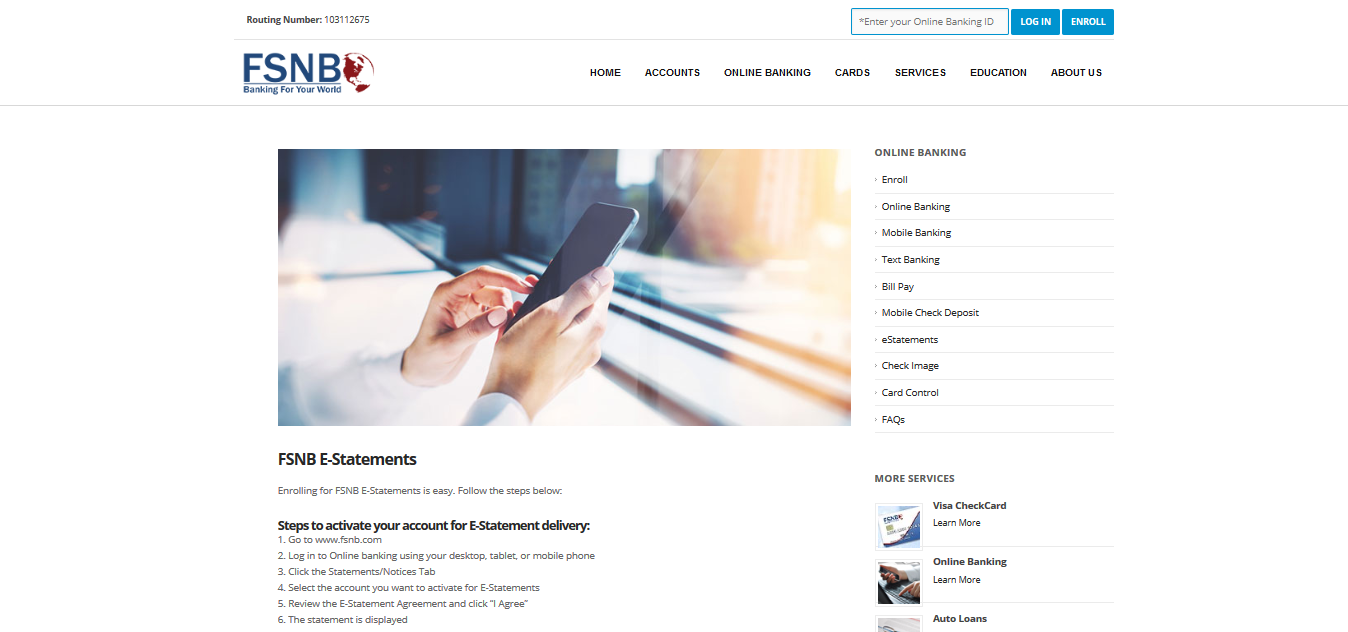 Routing Number: 103112675
*Enter your Online Banking ID
LOG IN
ENROLL
FSNB
Banking For Your World
HOME
ACCOUNTS
ONLINE BANKING
CARDS
SERVICES
EDUCATION
ABOUT US
FSNB E-Statements
Enrolling for FSNB E-Statements is easy. Follow the steps below:
Steps to activate your account for E-Statement delivery:
1. Go to www.fsnb.com
2. Log in to Online banking using your desktop, tablet, or mobile phone
3. Click the Statements/Notices Tab
4. Select the account you want to activate for E-Statements
5. Review the E-Statement Agreement and click “I Agree”
6. The statement is displayed
ONLINE BANKING
Enroll
Online Banking
Mobile Banking
Text Banking
Bill Pay
Mobile Check Deposit
eStatements
Check Image
Card Control
FAQs
MORE SERVICES
FSNB
Visa CheckCard
Learn More
Online Banking
Learn More
Auto Loans